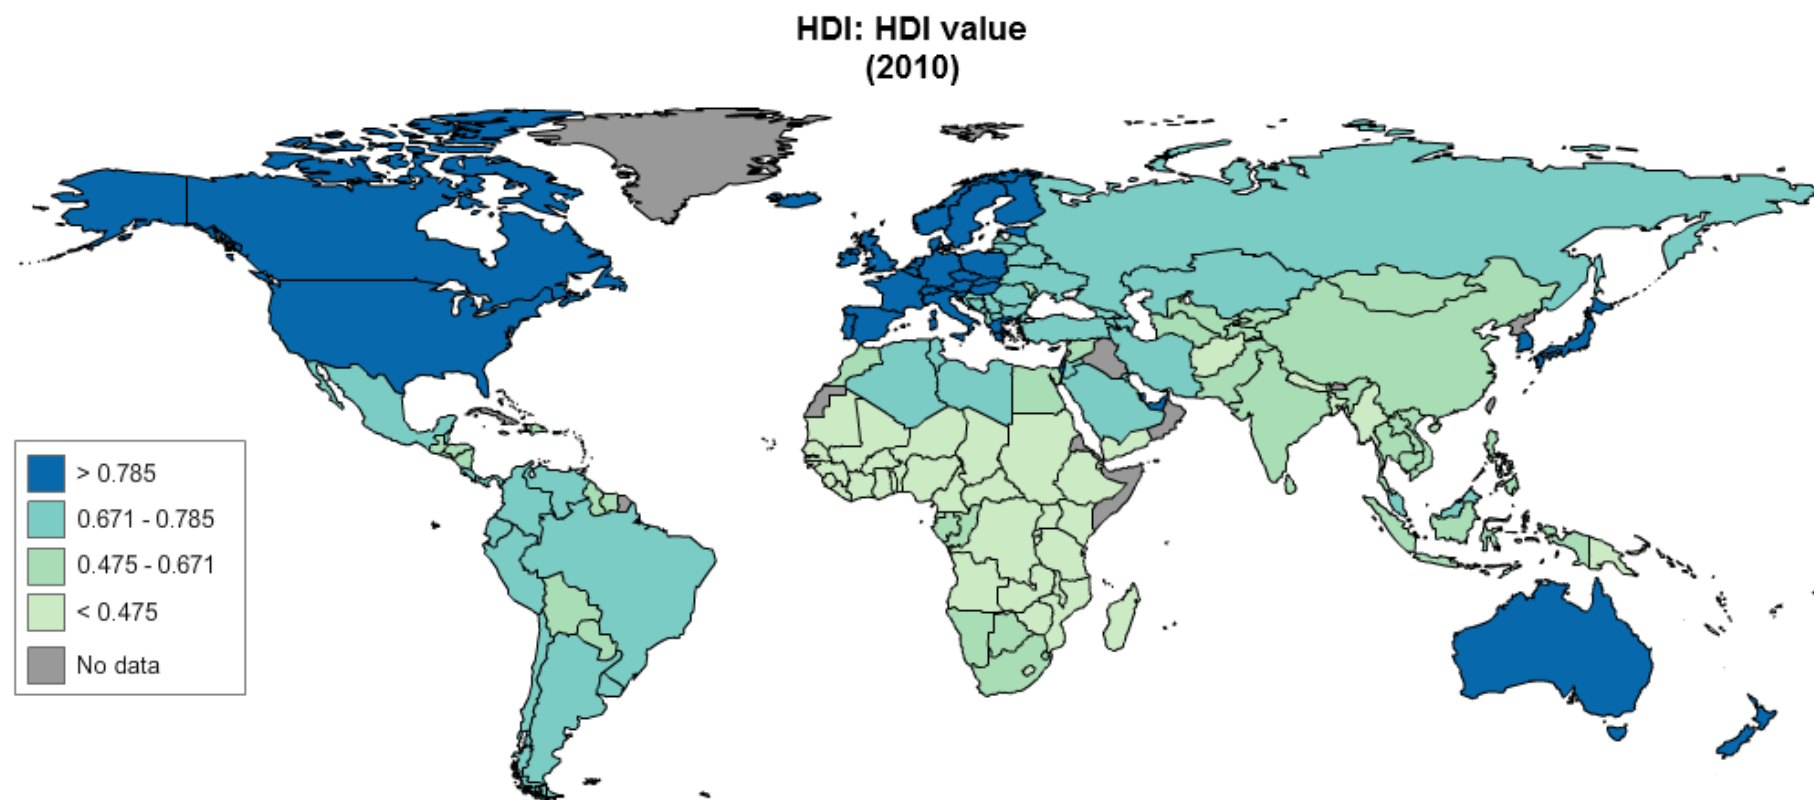 HDI: HDI value
(2010)
> 0.785
0.671 - 0.785
0.475 - 0.671
< 0.475
No data